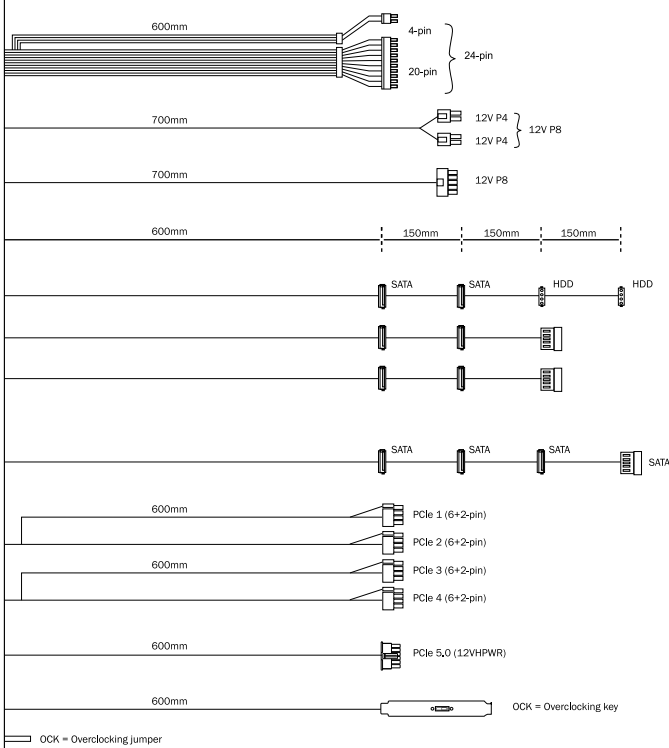 600mm
4-pin
24-pin
20-pin
700mm
12V P4
12V P8
12V P4
700mm
12V P8
600mm 150mm 150mm 150mm
SATA SATA HDD HDD
SATA SATA SATA SATA
600mm
PCIe 1 (6+2-pin)
PCIe 2 (6+2-pin)
600mm
PCIe 3 (6+2-pin)
PCIe 4 (6+2-pin)
600mm
PCIe 5.0 (12VHPWR)
600mm
OCK = Overclocking key
OCK = Overclocking jumper